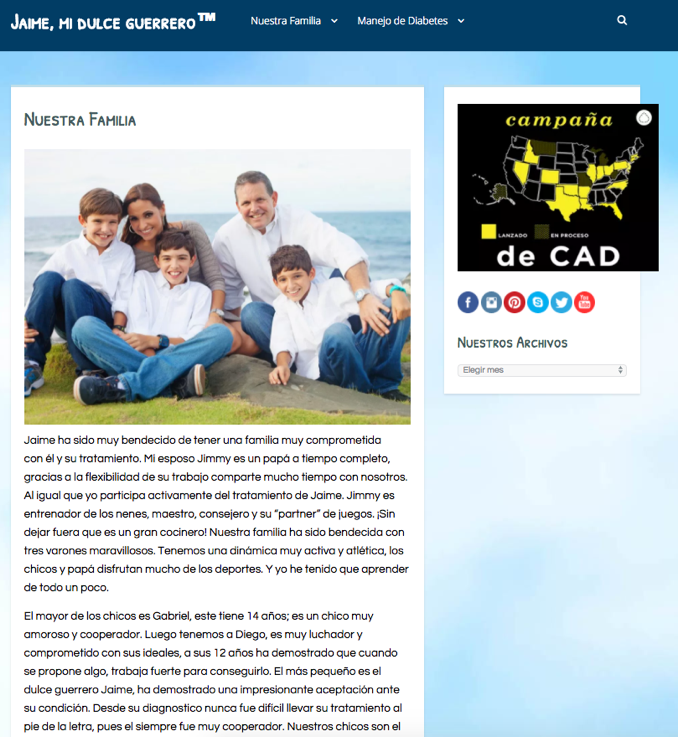 Jaime, mi dulce guerrero™
Nuestra Familia
Manejo de Diabetes
Nuestra Familia
Jaime ha sido muy bendecido de tener una familia muy comprometida
con él y su tratamiento. Mi esposo Jimmy es un papá a tiempo completo,
gracias a la flexibilidad de su trabajo comparte mucho tiempo con nosotros.
Al igual que yo participa activamente del tratamiento de Jaime. Jimmy es
entrenador de los nenes, maestro, consejero y su “partner” de juegos. ¡Sin
dejar fuera que es un gran cocinero! Nuestra familia ha sido bendecida con
tres varones maravillosos. Tenemos una dinámica muy activa y atlética, los
chicos y papá disfrutan mucho de los deportes. Y yo he tenido que aprender
de todo un poco.
El mayor de los chicos es Gabriel, este tiene 14 años; es un chico muy
amoroso y cooperador. Luego tenemos a Diego, es muy luchador y
comprometido con sus ideales, a sus 12 años ha demostrado que cuando
se propone algo, trabaja fuerte para conseguirlo. El más pequeño es el
dulce guerrero Jaime, ha demostrado una impresionante aceptación ante
su condición. Desde su diagnostico nunca fue difícil llevar su tratamiento al
pie de la letra, pues el siempre fue muy cooperador. Nuestros chicos son el
campaña
LANZADO
EN PROCESO
de CAD
You
Tube
Nuestros Archivos
Elegir mes